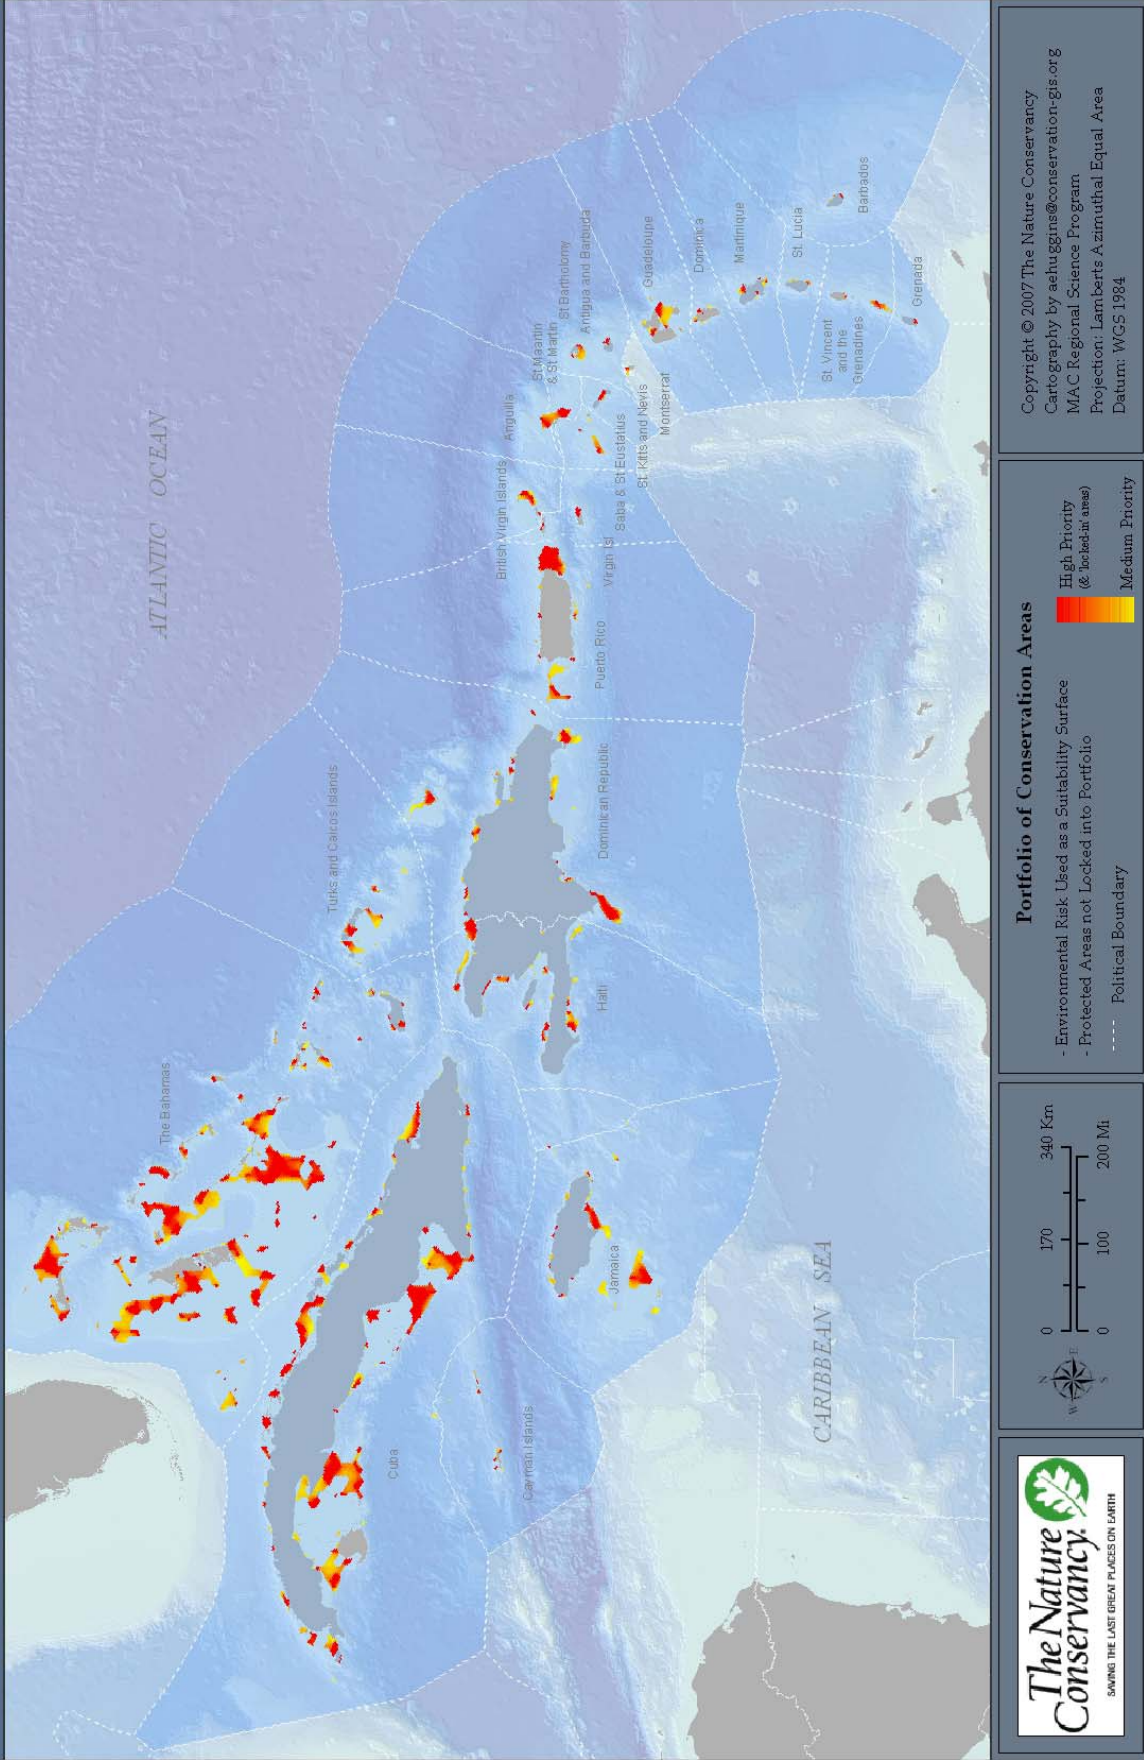 ATLANTIC OCEAN
The Bahamas
Turks and Caicos Islands
British Virgin Islands
Anguilla
St Maartin
& St Martin
St Bartholomy
Antigua and Barbuda
Guadeloupe
Dominica
Martinique
St. Lucia
Barbados
Cuba
Cayman Islands
Jamaica
Haiti
Dominican Republic
Puerto Rico
Virgin Isl
Saba & St Eustatius
St. Kitts and Nevis
Montserrat
St. Vincent
and the
Grenadines
Grenada
CARIBBEAN SEA
The Nature
Conservancy
SAVING THE LAST GREAT PLACES ON EARTH
N
W
E
S
0 170 340 Km
0 100 200 Mi
Portfolio of Conservation Areas
- Environmental Risk Used as a Suitability Surface
- Protected Areas not Locked into Portfolio
Political Boundary
High Priority
(& 'locked-in' areas)
Medium Priority
Copyright © 2007 The Nature Conservancy
Cartography by aehuggins@conservation-gis.org
MAC Regional Science Program
Projection: Lamberts Azimuthal Equal Area
Datum: WGS 1984